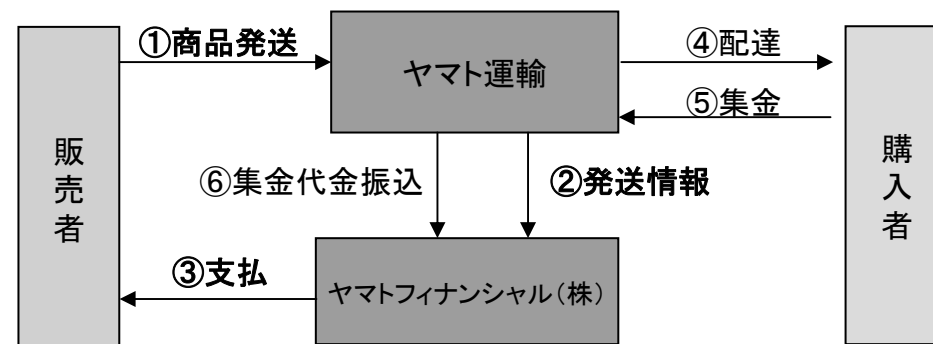 ①商品発送
ヤマト運輸
④配達
⑤集金
販売者
購入者
⑥集金代金振込
②発送情報
③支払
ヤマトフィナンシャル(株)